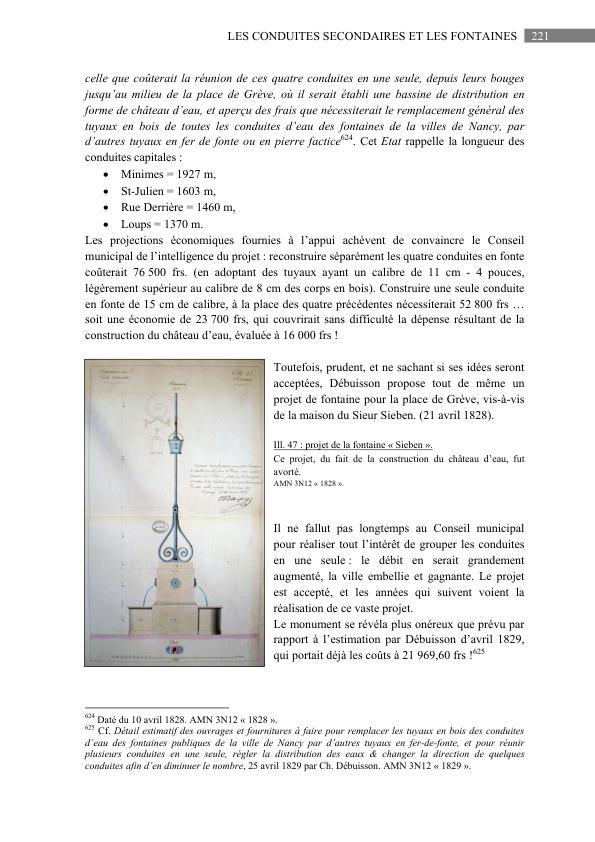 LES CONDUITES SECONDAIRES ET LES FONTAINES 221
celle que coûterait la réunion de ces quatre conduites en une seule, depuis leurs bouges
jusqu'au milieu de la place de Grève, où il serait établi une bassine de distribution en
forme de château d'eau, et aperçu des frais que nécessiterait le remplacement général des
tuyaux en bois de toutes les conduites d'eau des fontaines de la villes de Nancy, par
d'autres tuyaux en fer de fonte ou en pierre factice624. Cet Etat rappelle la longueur des
conduites capitales :
• Minimes = 1927 m,
• St-Julien = 1603 m,
• Rue Derrière = 1460 m,
• Loups = 1370 m.
Les projections économiques fournies à l'appui achèvent de convaincre le Conseil
municipal de l'intelligence du projet : reconstruire séparément les quatre conduites en fonte
coûterait 76 500 frs. (en adoptant des tuyaux ayant un calibre de 11 cm - 4 pouces,
légèrement supérieur au calibre de 8 cm des corps en bois). Construire une seule conduite
en fonte de 15 cm de calibre, à la place des quatre précédentes nécessiterait 52 800 frs …
soit une économie de 23 700 frs, qui couvrirait sans difficulté la dépense résultant de la
construction du château d'eau, évaluée à 16 000 frs !
Toutefois, prudent, et ne sachant si ses idées seront
acceptées, Débuisson propose tout de même un
projet de fontaine pour la place de Grève, vis-à-vis
de la maison du Sieur Sieben. (21 avril 1828).
Ill. 47 : projet de la fontaine « Sieben ».
Ce projet, du fait de la construction du château d'eau, fut
avorté.
AMN 3N12 « 1828 ».
Il ne fallut pas longtemps au Conseil municipal
pour réaliser tout l'intérêt de grouper les conduites
en une seule : le débit en serait grandement
augmenté, la ville embellie et gagnante. Le projet
est accepté, et les années qui suivent voient la
réalisation de ce vaste projet.
Le monument se révéla plus onéreux que prévu par
rapport à l'estimation par Débuisson d'avril 1829,
qui portait déjà les coûts à 21 969,60 frs !625
624 Daté du 10 avril 1828. AMN 3N12 « 1828 ».
625 Cf. Détail estimatif des ouvrages et fournitures à faire pour remplacer les tuyaux en bois des conduites
d'eau des fontaines publiques de la ville de Nancy par d'autres tuyaux en fer-de-fonte, et pour réunir
plusieurs conduites en une seule, régler la distribution des eaux & changer la direction de quelques
conduites afin d'en diminuer le nombre, 25 avril 1829 par Ch. Débuisson. AMN 3N12 « 1829 ».